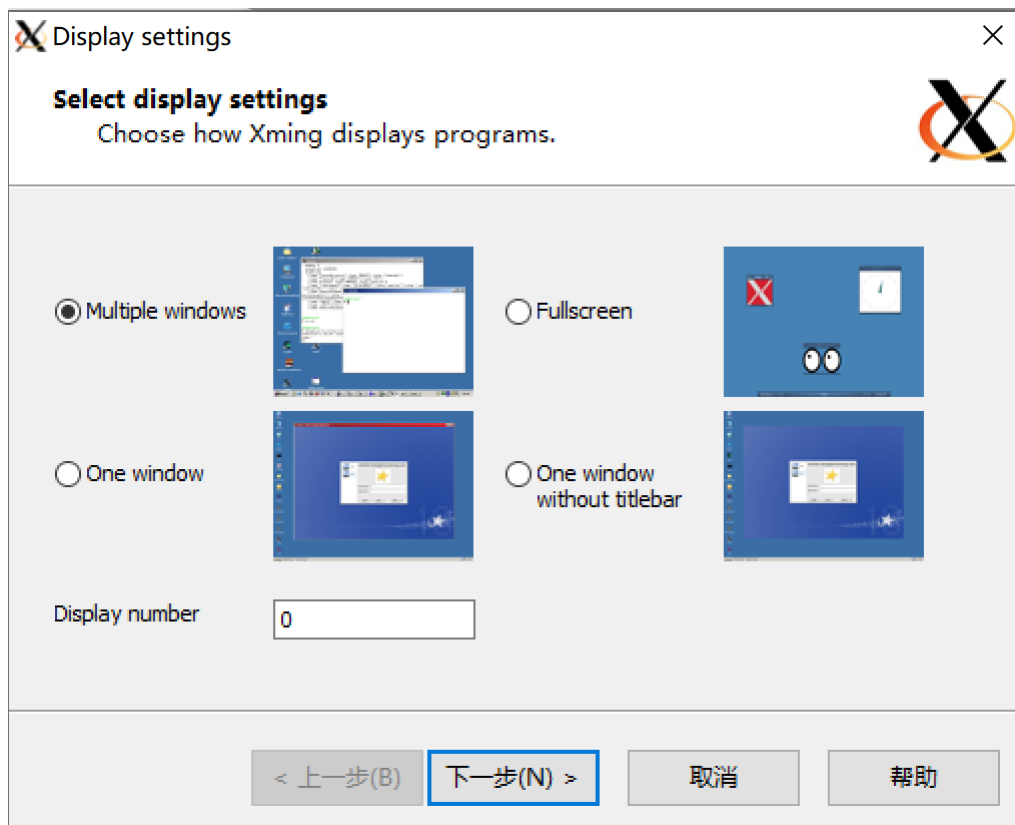 Display settings
Select display settings
Choose how Xming displays programs.
Multiple windows
Fullscreen
One window
One window
without titlebar
Display number
0
< 上一步(B)
下一步(N) >
取消
帮助